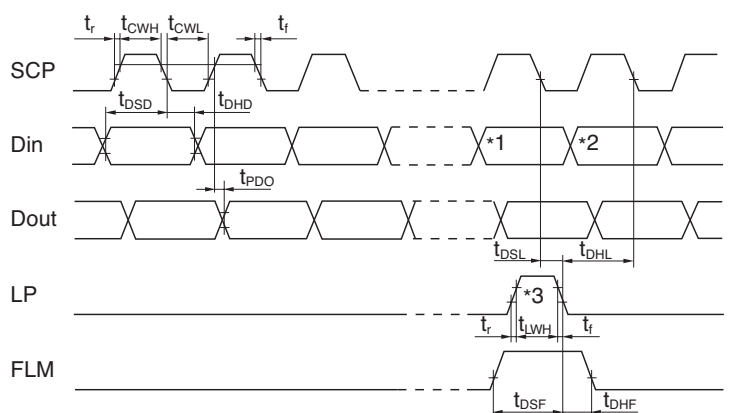 tr tCWH tCWL tf
SCP
tDSD tDHD
Din *1 *2
tPDO
Dout
tDSL tDHL
LP *3
tr tLWH tf
FLM
tDSF tDHF